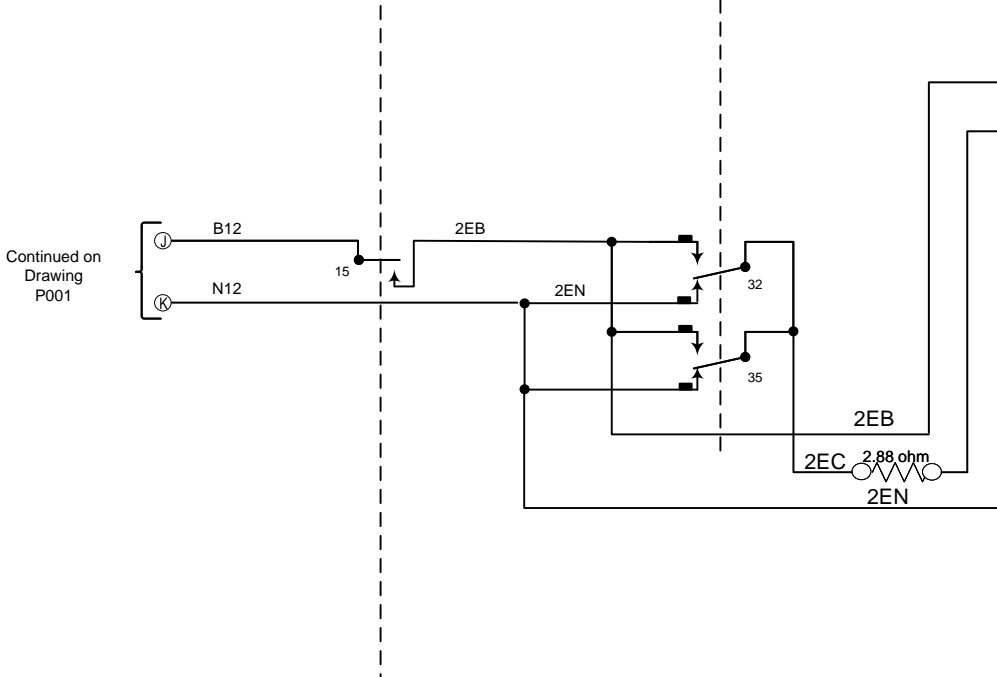 B12
2EB
J
Continued on
Drawing
P001
15
32
N12
2EN
K
35
2EB
2EC
2.88 ohm
2EN